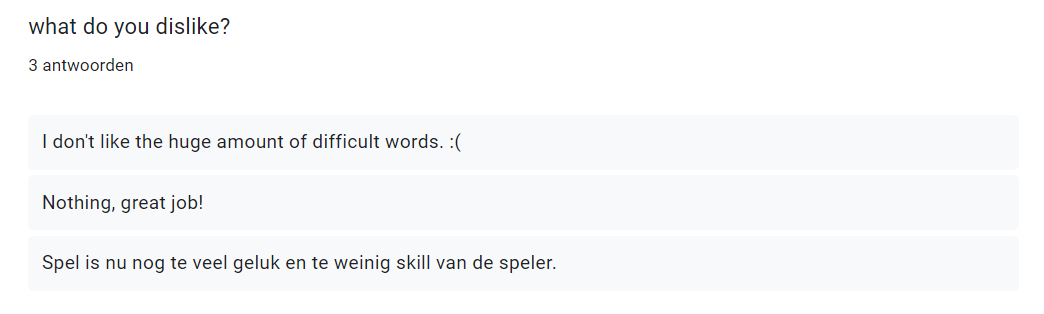 what do you dislike?
3 antwoorden
I don't like the huge amount of difficult words. :(
Nothing, great job!
Spel is nu nog te veel geluk en te weinig skill van de speler.